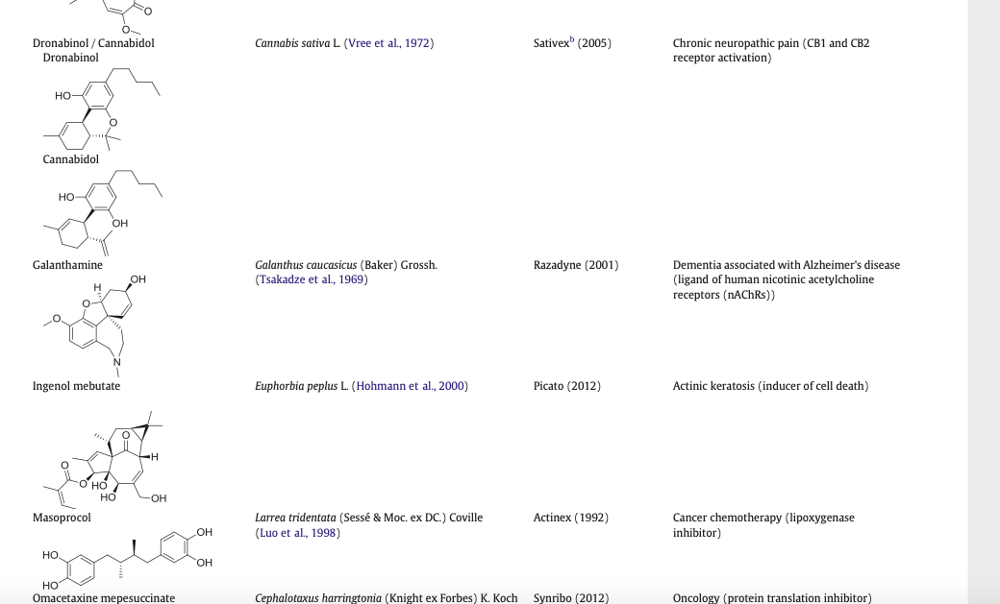 O
O
Dronabinol / Cannabidol Cannabis sativa L. (Vree et al., 1972) Sativexb (2005) Chronic neuropathic pain (CB1 and CB2
Dronabinol receptor activation)
HO
O
Cannabidol
HO
OH
Galanthamine Galanthus caucasicus (Baker) Grossh. Razadyne (2001) Dementia associated with Alzheimer's disease
(Tsakadze et al., 1969) (ligand of human nicotinic acetylcholine
H OH
receptors (nAChRs))
O
O
N
Ingenol mebutate Euphorbia peplus L. (Hohmann et al., 2000) Picato (2012) Actinic keratosis (inducer of cell death)
O
H
O
O HO
HO OH
Masoprocol Larrea tridentata (Sessé & Moc. ex DC.) Coville Actinex (1992) Cancer chemotherapy (lipoxygenase
(Luo et al., 1998) inhibitor)
OH
HO
OH
HO
Omacetaxine mepesuccinate Cephalotaxus harringtonia (Knight ex Forbes) K. Koch Synribo (2012) Oncology (protein translation inhibitor)